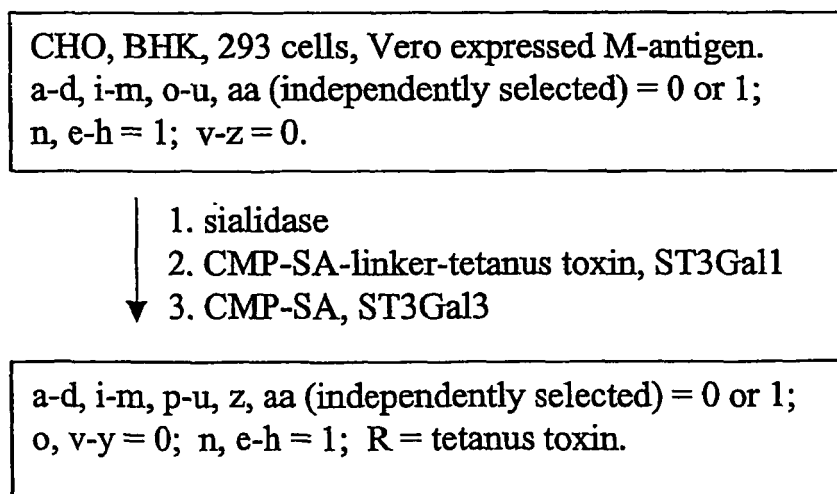 CHO, BHK, 293 cells, Vero expressed M-antigen.
a-d, i-m, o-u, aa (independently selected) = 0 or 1;
n, e-h = 1; v-z = 0.
1. sialidase
2. CMP-SA-linker-tetanus toxin, ST3Gal1
3. CMP-SA, ST3Gal3
a-d, i-m, p-u, z, aa (independently selected) = 0 or 1;
o, v-y = 0; n, e-h = 1; R = tetanus toxin.